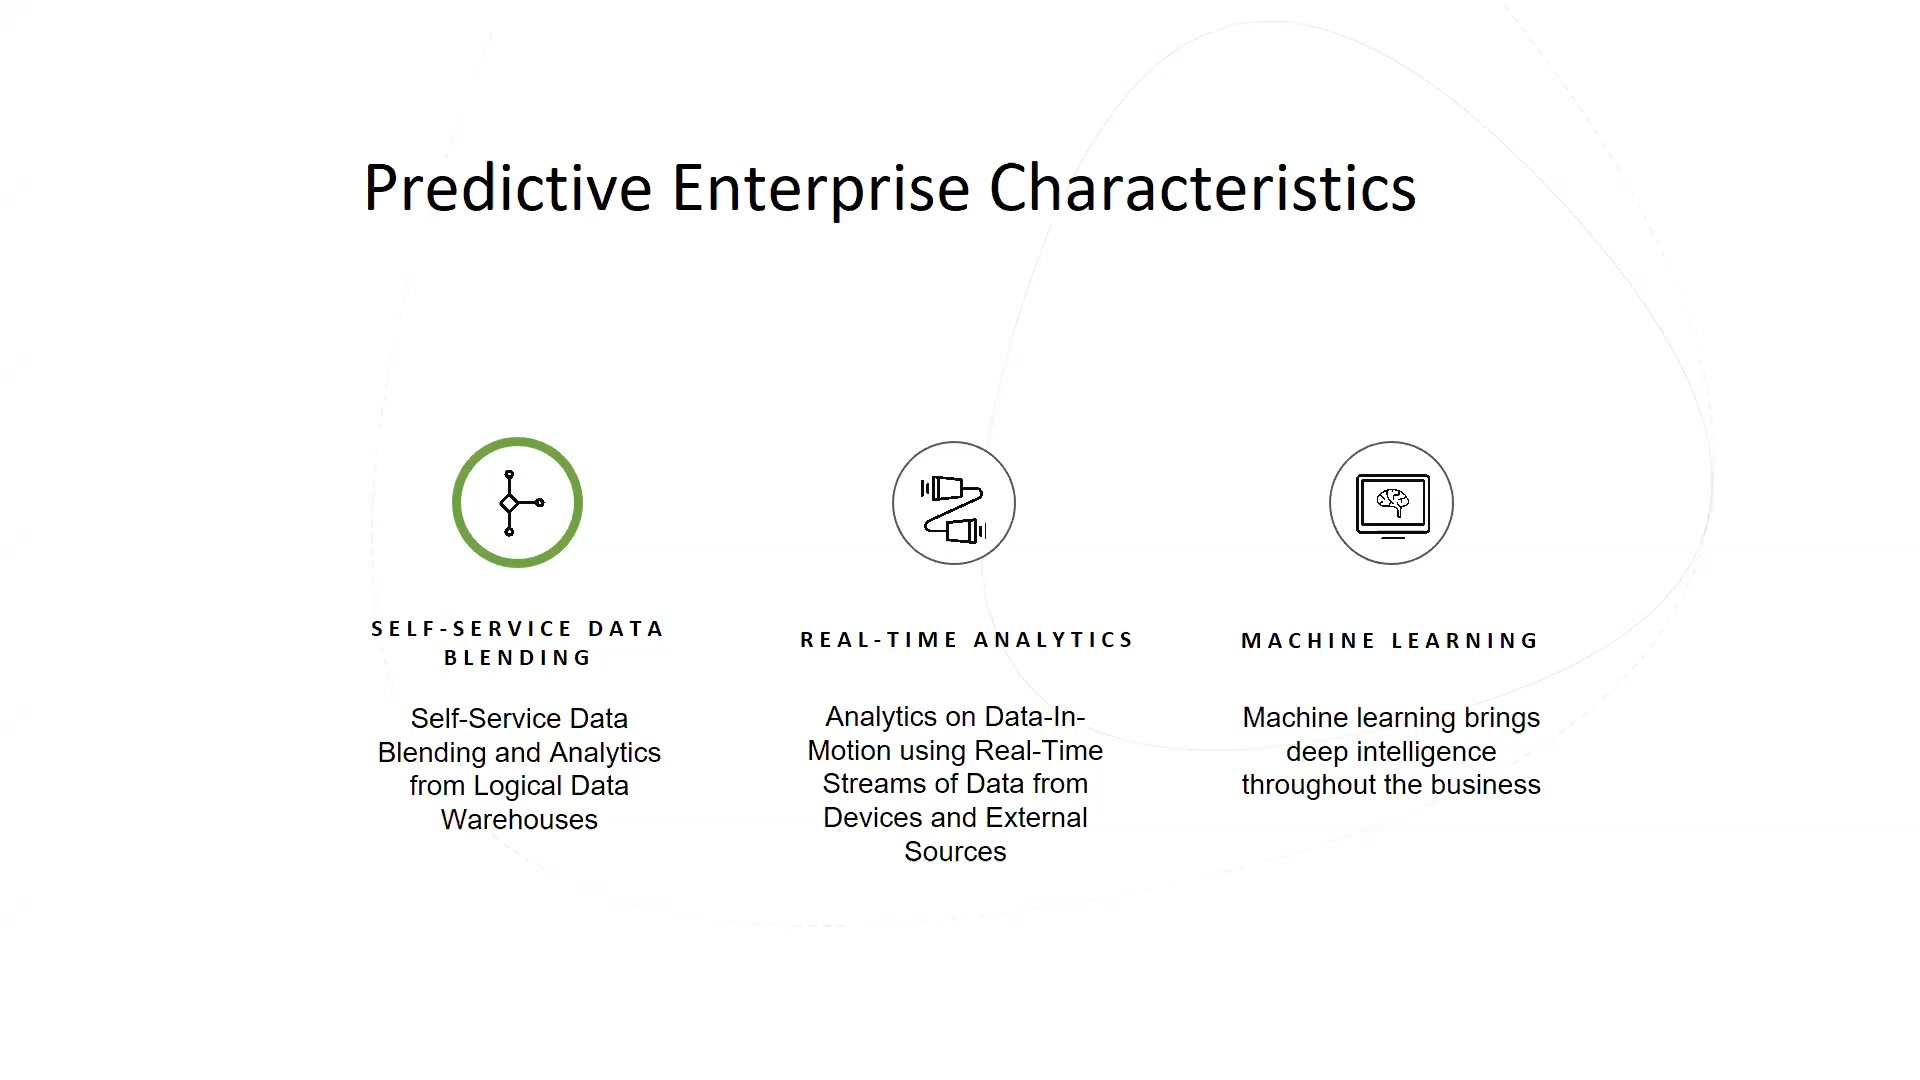 Predictive Enterprise Characteristics
SELF-SERVICE DATA
BLENDING
Self-Service Data
Blending and Analytics
from Logical Data
Warehouses
REAL-TIME ANALYTICS
Analytics on Data-In-
Motion using Real-Time
Streams of Data from
Devices and External
Sources
MACHINE LEARNING
Machine learning brings
deep intelligence
throughout the business